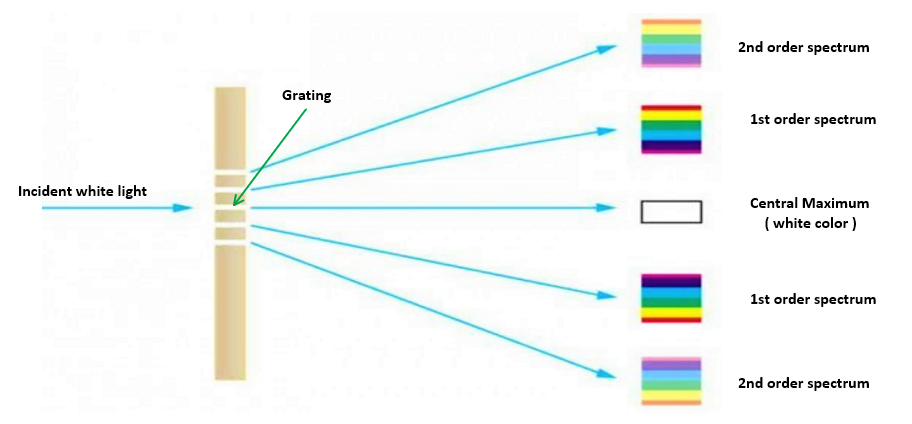 2nd order spectrum
Grating
1st order spectrum
Incident white light
Central Maximum
( white color )
1st order spectrum
2nd order spectrum